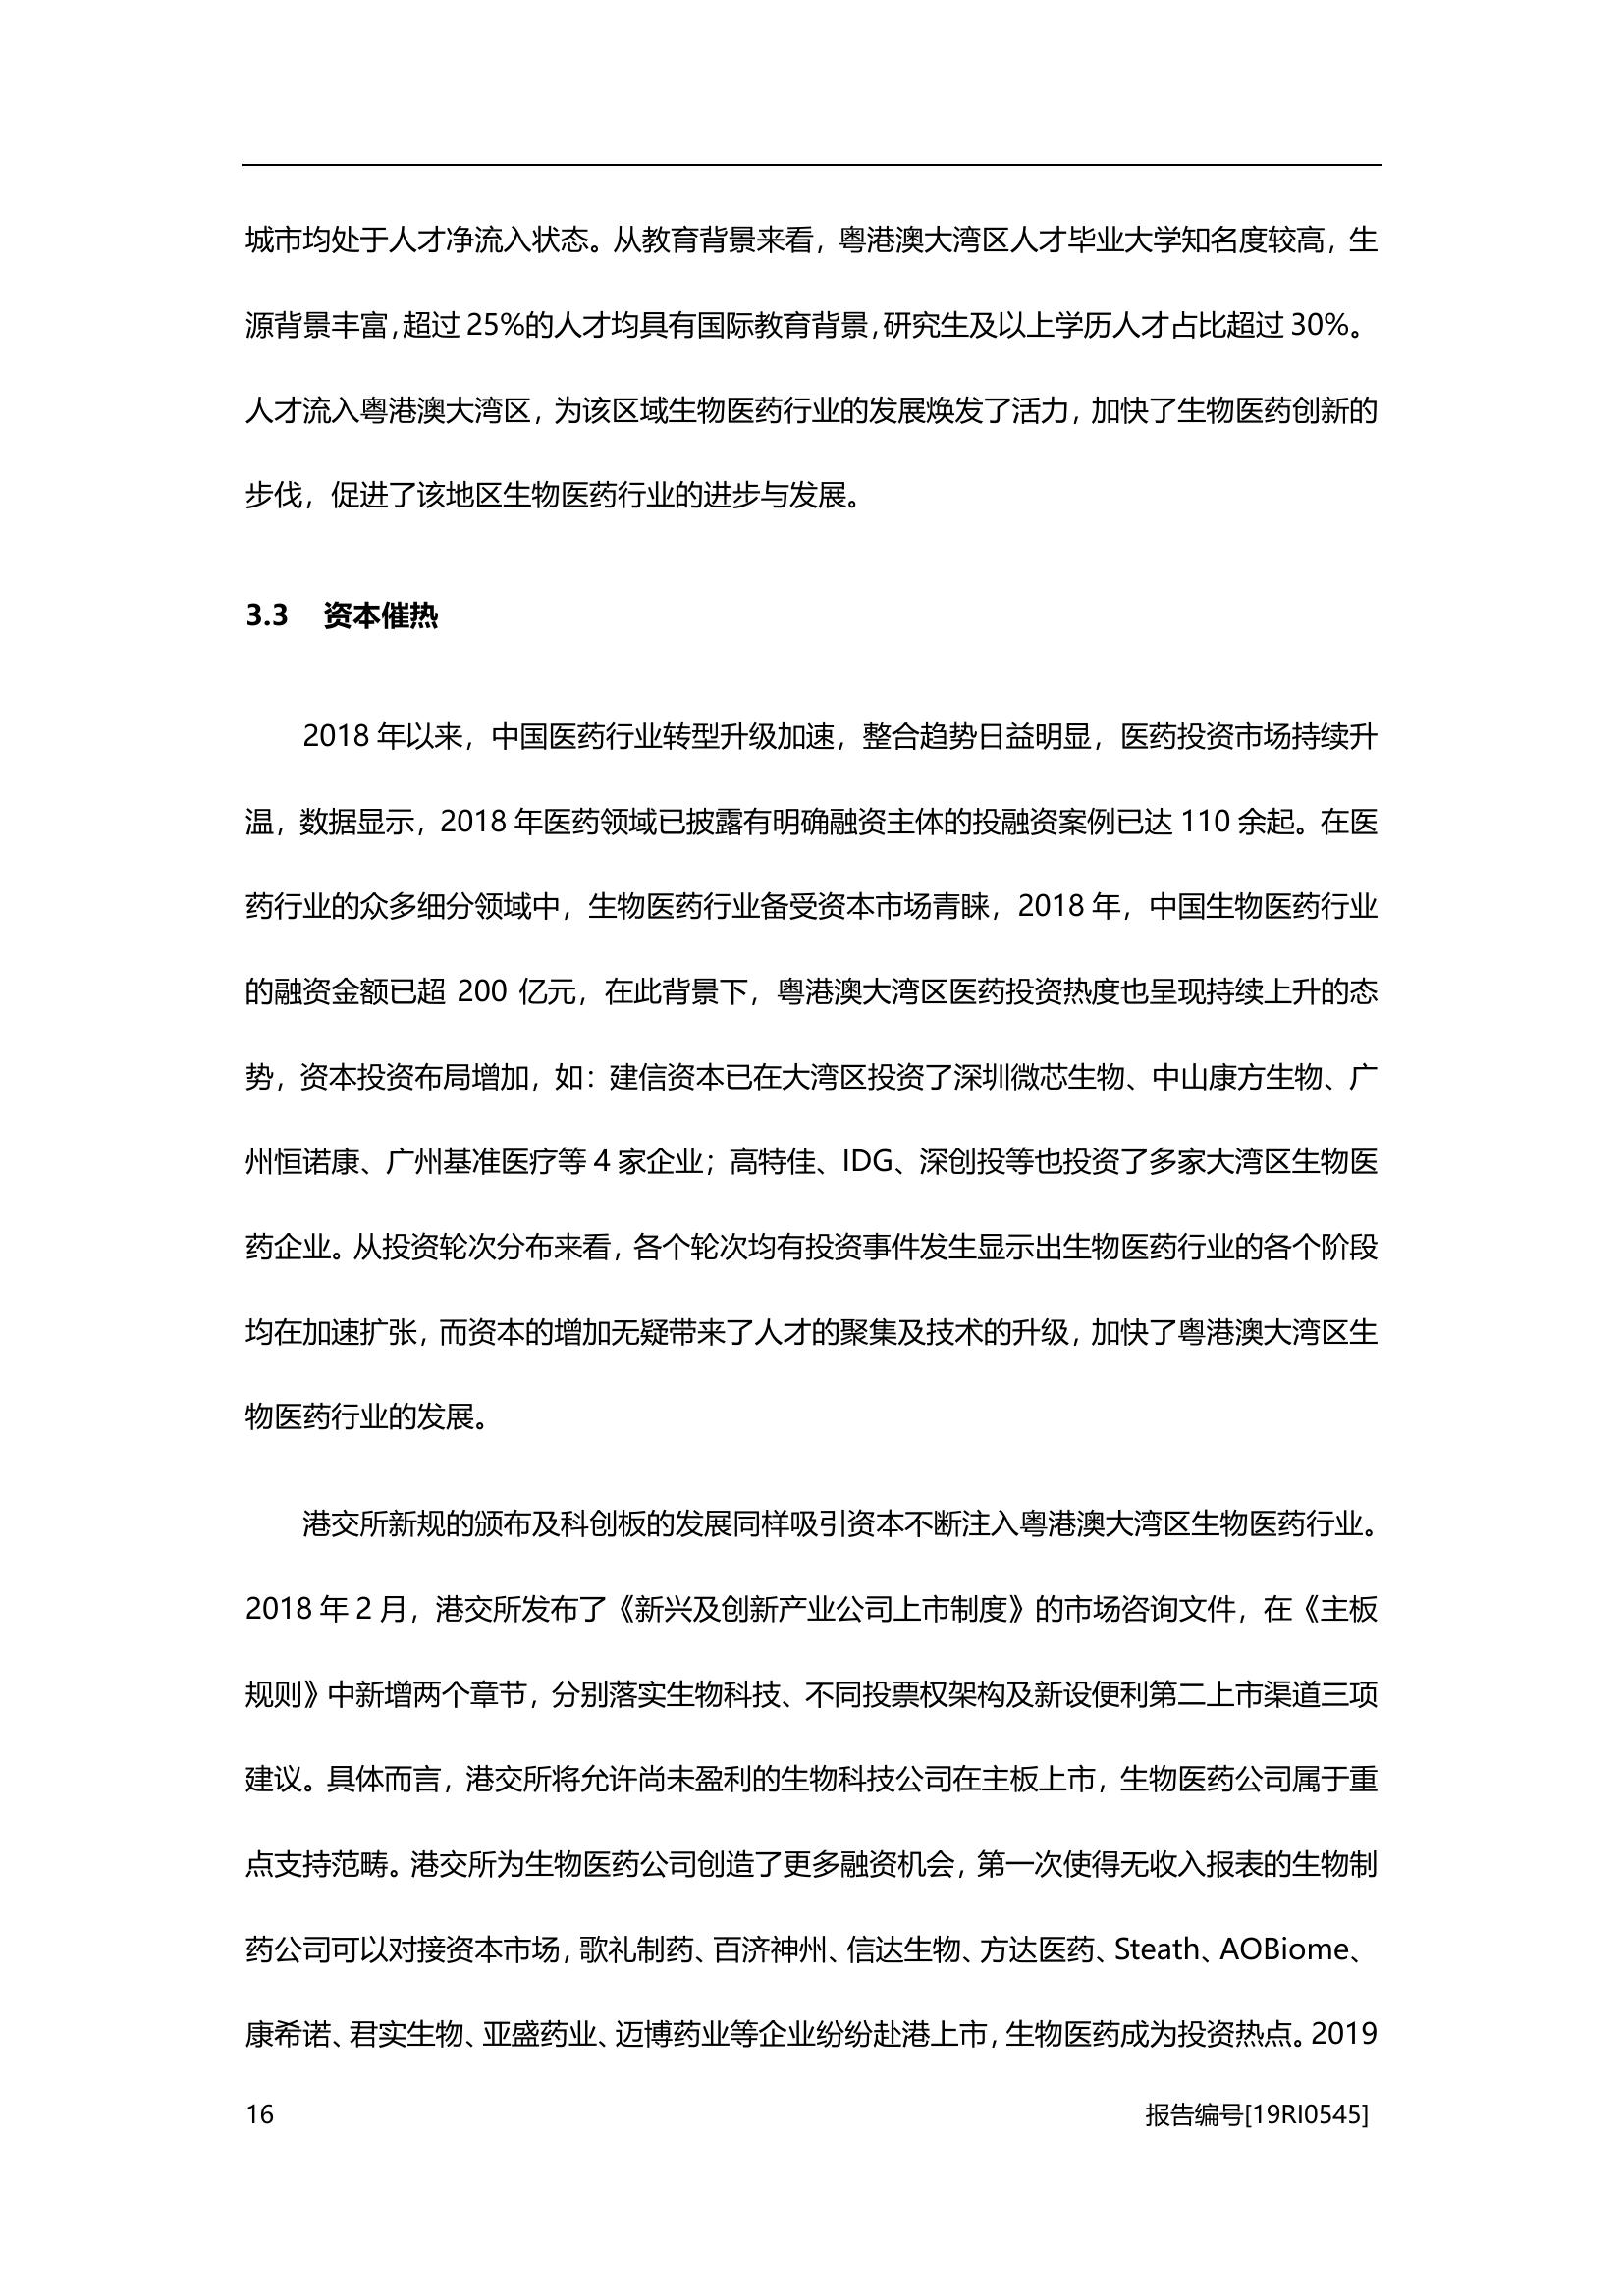 城市均处于人才净流入状态。从教育背景来看，粤港澳大湾区人才毕业大学知名度较高，生
源背景丰富，超过 25%的人才均具有国际教育背景，研究生及以上学历人才占比超过 30%。
人才流入粤港澳大湾区，为该区域生物医药行业的发展焕发了活力，加快了生物医药创新的
步伐，促进了该地区生物医药行业的进步与发展。
3.3 资本催热
2018 年以来，中国医药行业转型升级加速，整合趋势日益明显，医药投资市场持续升
温，数据显示，2018 年医药领域已披露有明确融资主体的投融资案例已达 110 余起。在医
药行业的众多细分领域中，生物医药行业备受资本市场青睐，2018 年，中国生物医药行业
的融资金额已超 200 亿元，在此背景下，粤港澳大湾区医药投资热度也呈现持续上升的态
势，资本投资布局增加，如：建信资本已在大湾区投资了深圳微芯生物、中山康方生物、广
州恒诺康、广州基准医疗等 4 家企业；高特佳、IDG、深创投等也投资了多家大湾区生物医
药企业。从投资轮次分布来看，各个轮次均有投资事件发生显示出生物医药行业的各个阶段
均在加速扩张，而资本的增加无疑带来了人才的聚集及技术的升级，加快了粤港澳大湾区生
物医药行业的发展。
港交所新规的颁布及科创板的发展同样吸引资本不断注入粤港澳大湾区生物医药行业。
2018 年 2 月，港交所发布了《新兴及创新产业公司上市制度》的市场咨询文件，在《主板
规则》中新增两个章节，分别落实生物科技、不同投票权架构及新设便利第二上市渠道三项
建议。具体而言，港交所将允许尚未盈利的生物科技公司在主板上市，生物医药公司属于重
点支持范畴。港交所为生物医药公司创造了更多融资机会，第一次使得无收入报表的生物制
药公司可以对接资本市场，歌礼制药、百济神州、信达生物、方达医药、Steath、AOBiome、
康希诺、君实生物、亚盛药业、迈博药业等企业纷纷赴港上市，生物医药成为投资热点。2019
16 报告编号[19RI0545]